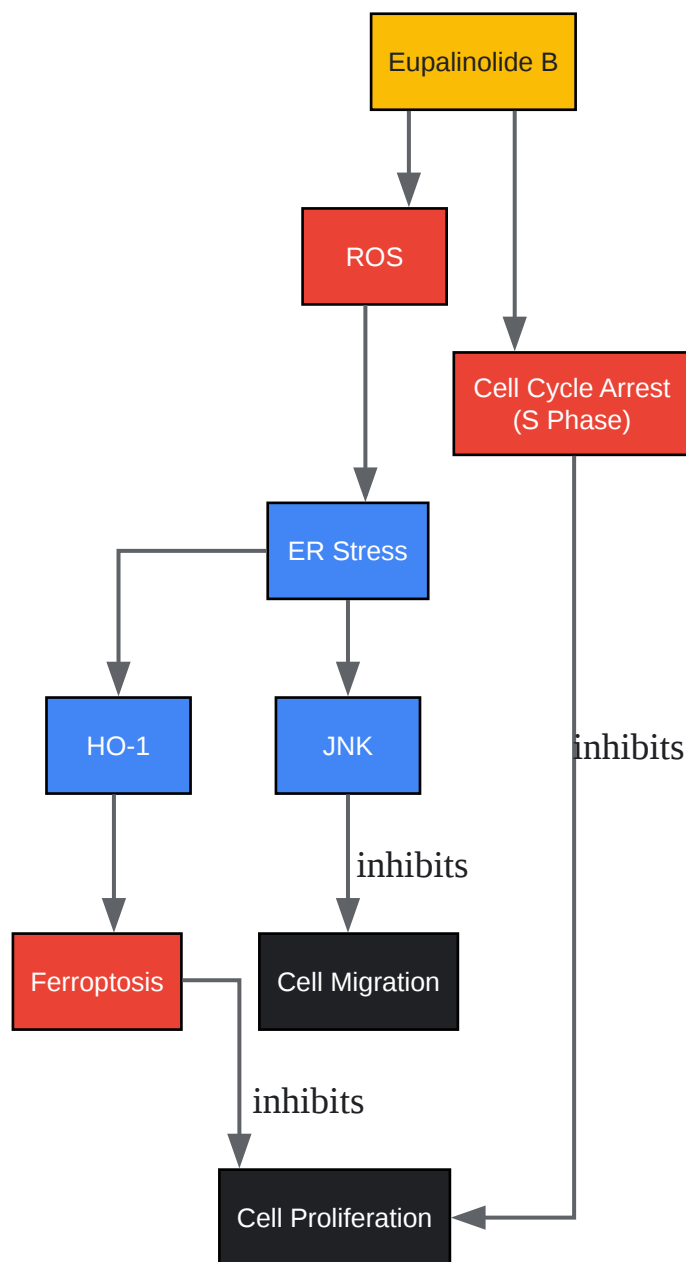 Eupalinolide B
ROS
Cell Cycle Arrest
(S Phase)
ER Stress
HO-1
JNK
inhibits
inhibits
Ferroptosis
Cell Migration
inhibits
Cell Proliferation